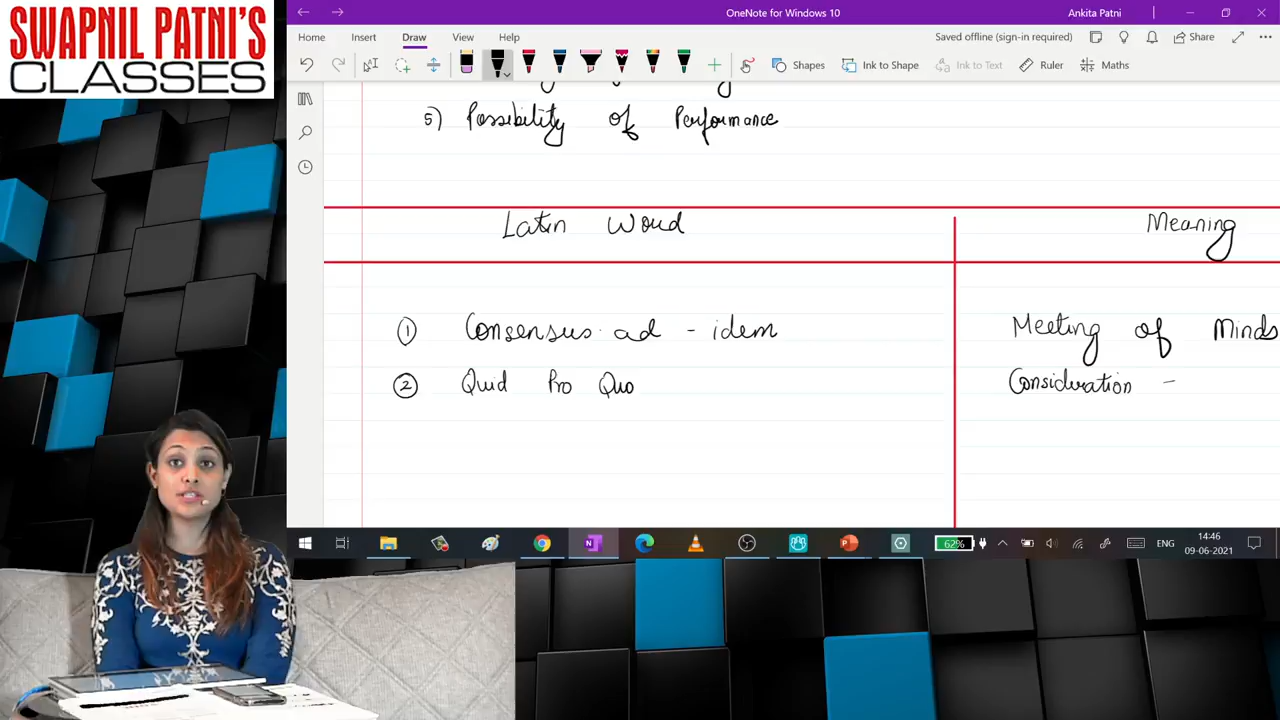 SWAPNIL PATNI'S
CLASSES
OneNote for Windows 10
Ankita Patni
Home Insert Draw View Help
Saved offline (sign-in required)
Share
Shapes Ink to Shape Ink to Text Ruler Maths
5) Possibility of Performance
Latin Word Meaning
1 Consensus ad - idem Meeting of Minds
2 Quid Pro Quo Consideration -
62% ENG 14:46
09-06-2021